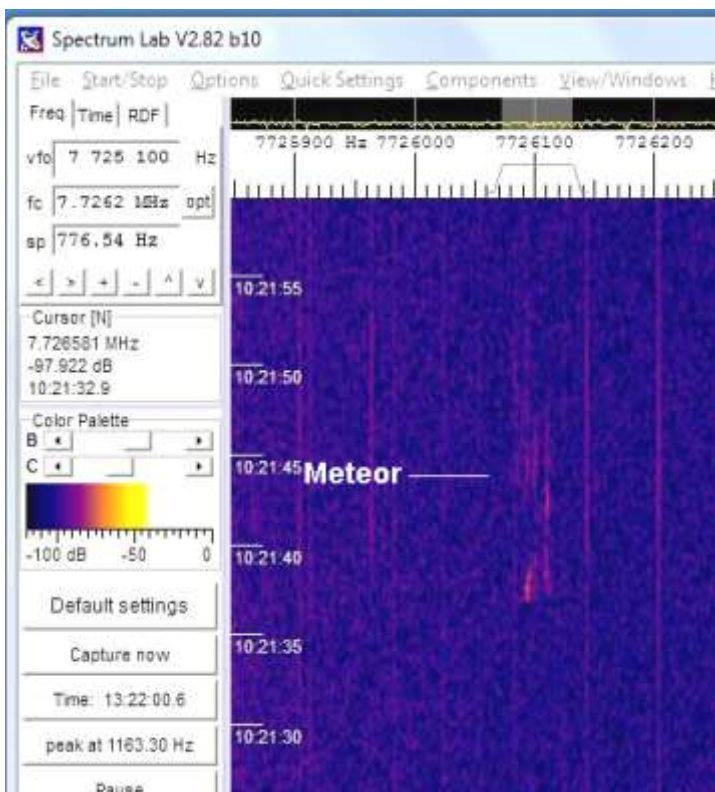 Spectrum Lab V2.82 b10
File Start/Stop Options Quick Settings Components View/Windows
Freq Time RDF
vfo 7 725 100 Hz
fc 7.7262 MHz opt
sp 776.54 Hz
< > + - ^ v
Cursor [N]
7.726581 MHz
-97.922 dB
10:21:32.9
Color Palette
B
C
-100 dB -50 0
Default settings
Capture now
Time: 13:22:00.6
peak at 1163.30 Hz
Pause
7725900 Hz 7726000 7726100 7726200
10:21:55
10:21:50
10:21:45
Meteor
10:21:40
10:21:35
10:21:30